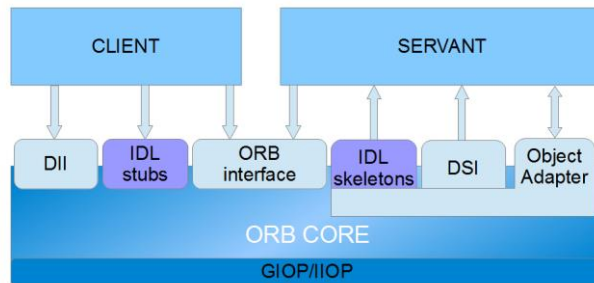 CLIENT
SERVANT
DII
IDL
stubs
ORB
interface
IDL
skeletons
DSI
Object
Adapter
ORB CORE
GIOP/IIOP